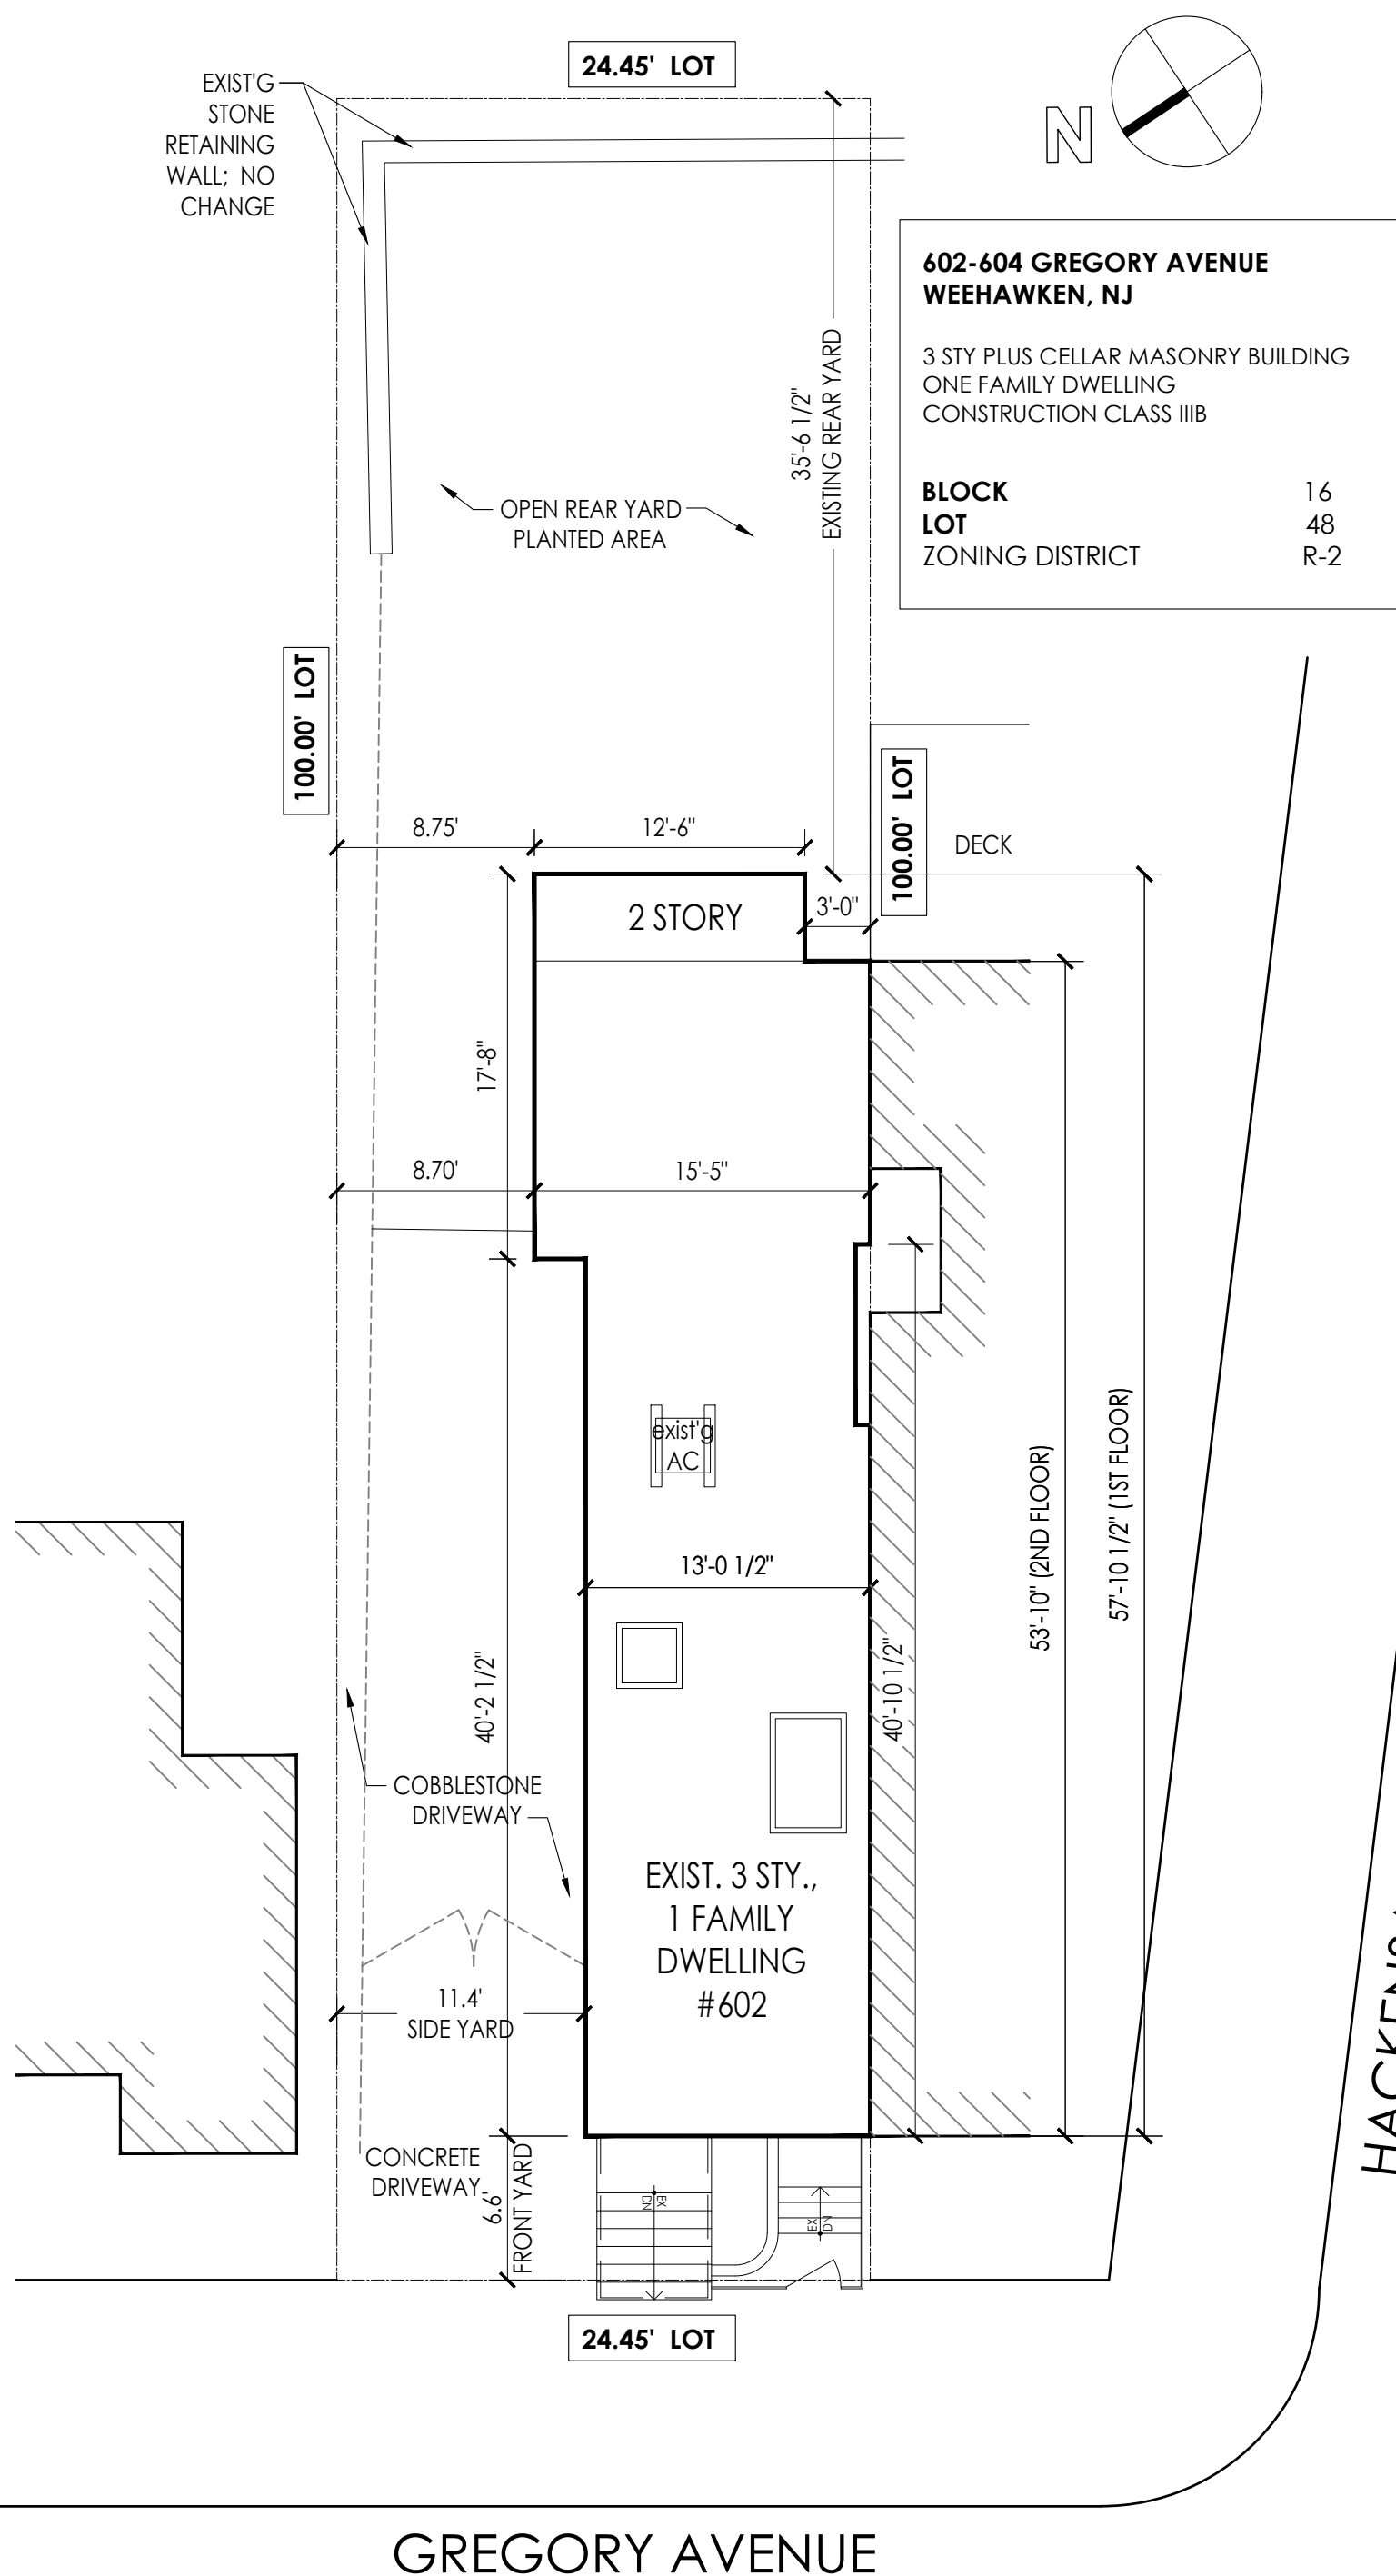 24.45' LOT
EXIST'G
STONE
RETAINING
WALL; NO
CHANGE
N
602-604 GREGORY AVENUE
WEEHAWKEN, NJ
3 STY PLUS CELLAR MASONRY BUILDING
ONE FAMILY DWELLING
CONSTRUCTION CLASS IIIB
BLOCK 16
LOT 48
ZONING DISTRICT R-2
35'-6 1/2"
EXISTING REAR YARD
OPEN REAR YARD
PLANTED AREA
100.00' LOT
100.00' LOT
8.75'
12'-6"
DECK
2 STORY
3'-0"
17'-8"
8.70'
15'-5"
exist'g
AC
53'-10" (2ND FLOOR)
57'-10 1/2" (1ST FLOOR)
13'-0 1/2"
40'-2 1/2"
40'-10 1/2"
COBBLESTONE
DRIVEWAY
EXIST. 3 STY.,
1 FAMILY
DWELLING
#602
11.4'
SIDE YARD
CONCRETE
DRIVEWAY
6.6'
FRONT YARD
EX
DN
EX
DN
24.45' LOT
GREGORY AVENUE